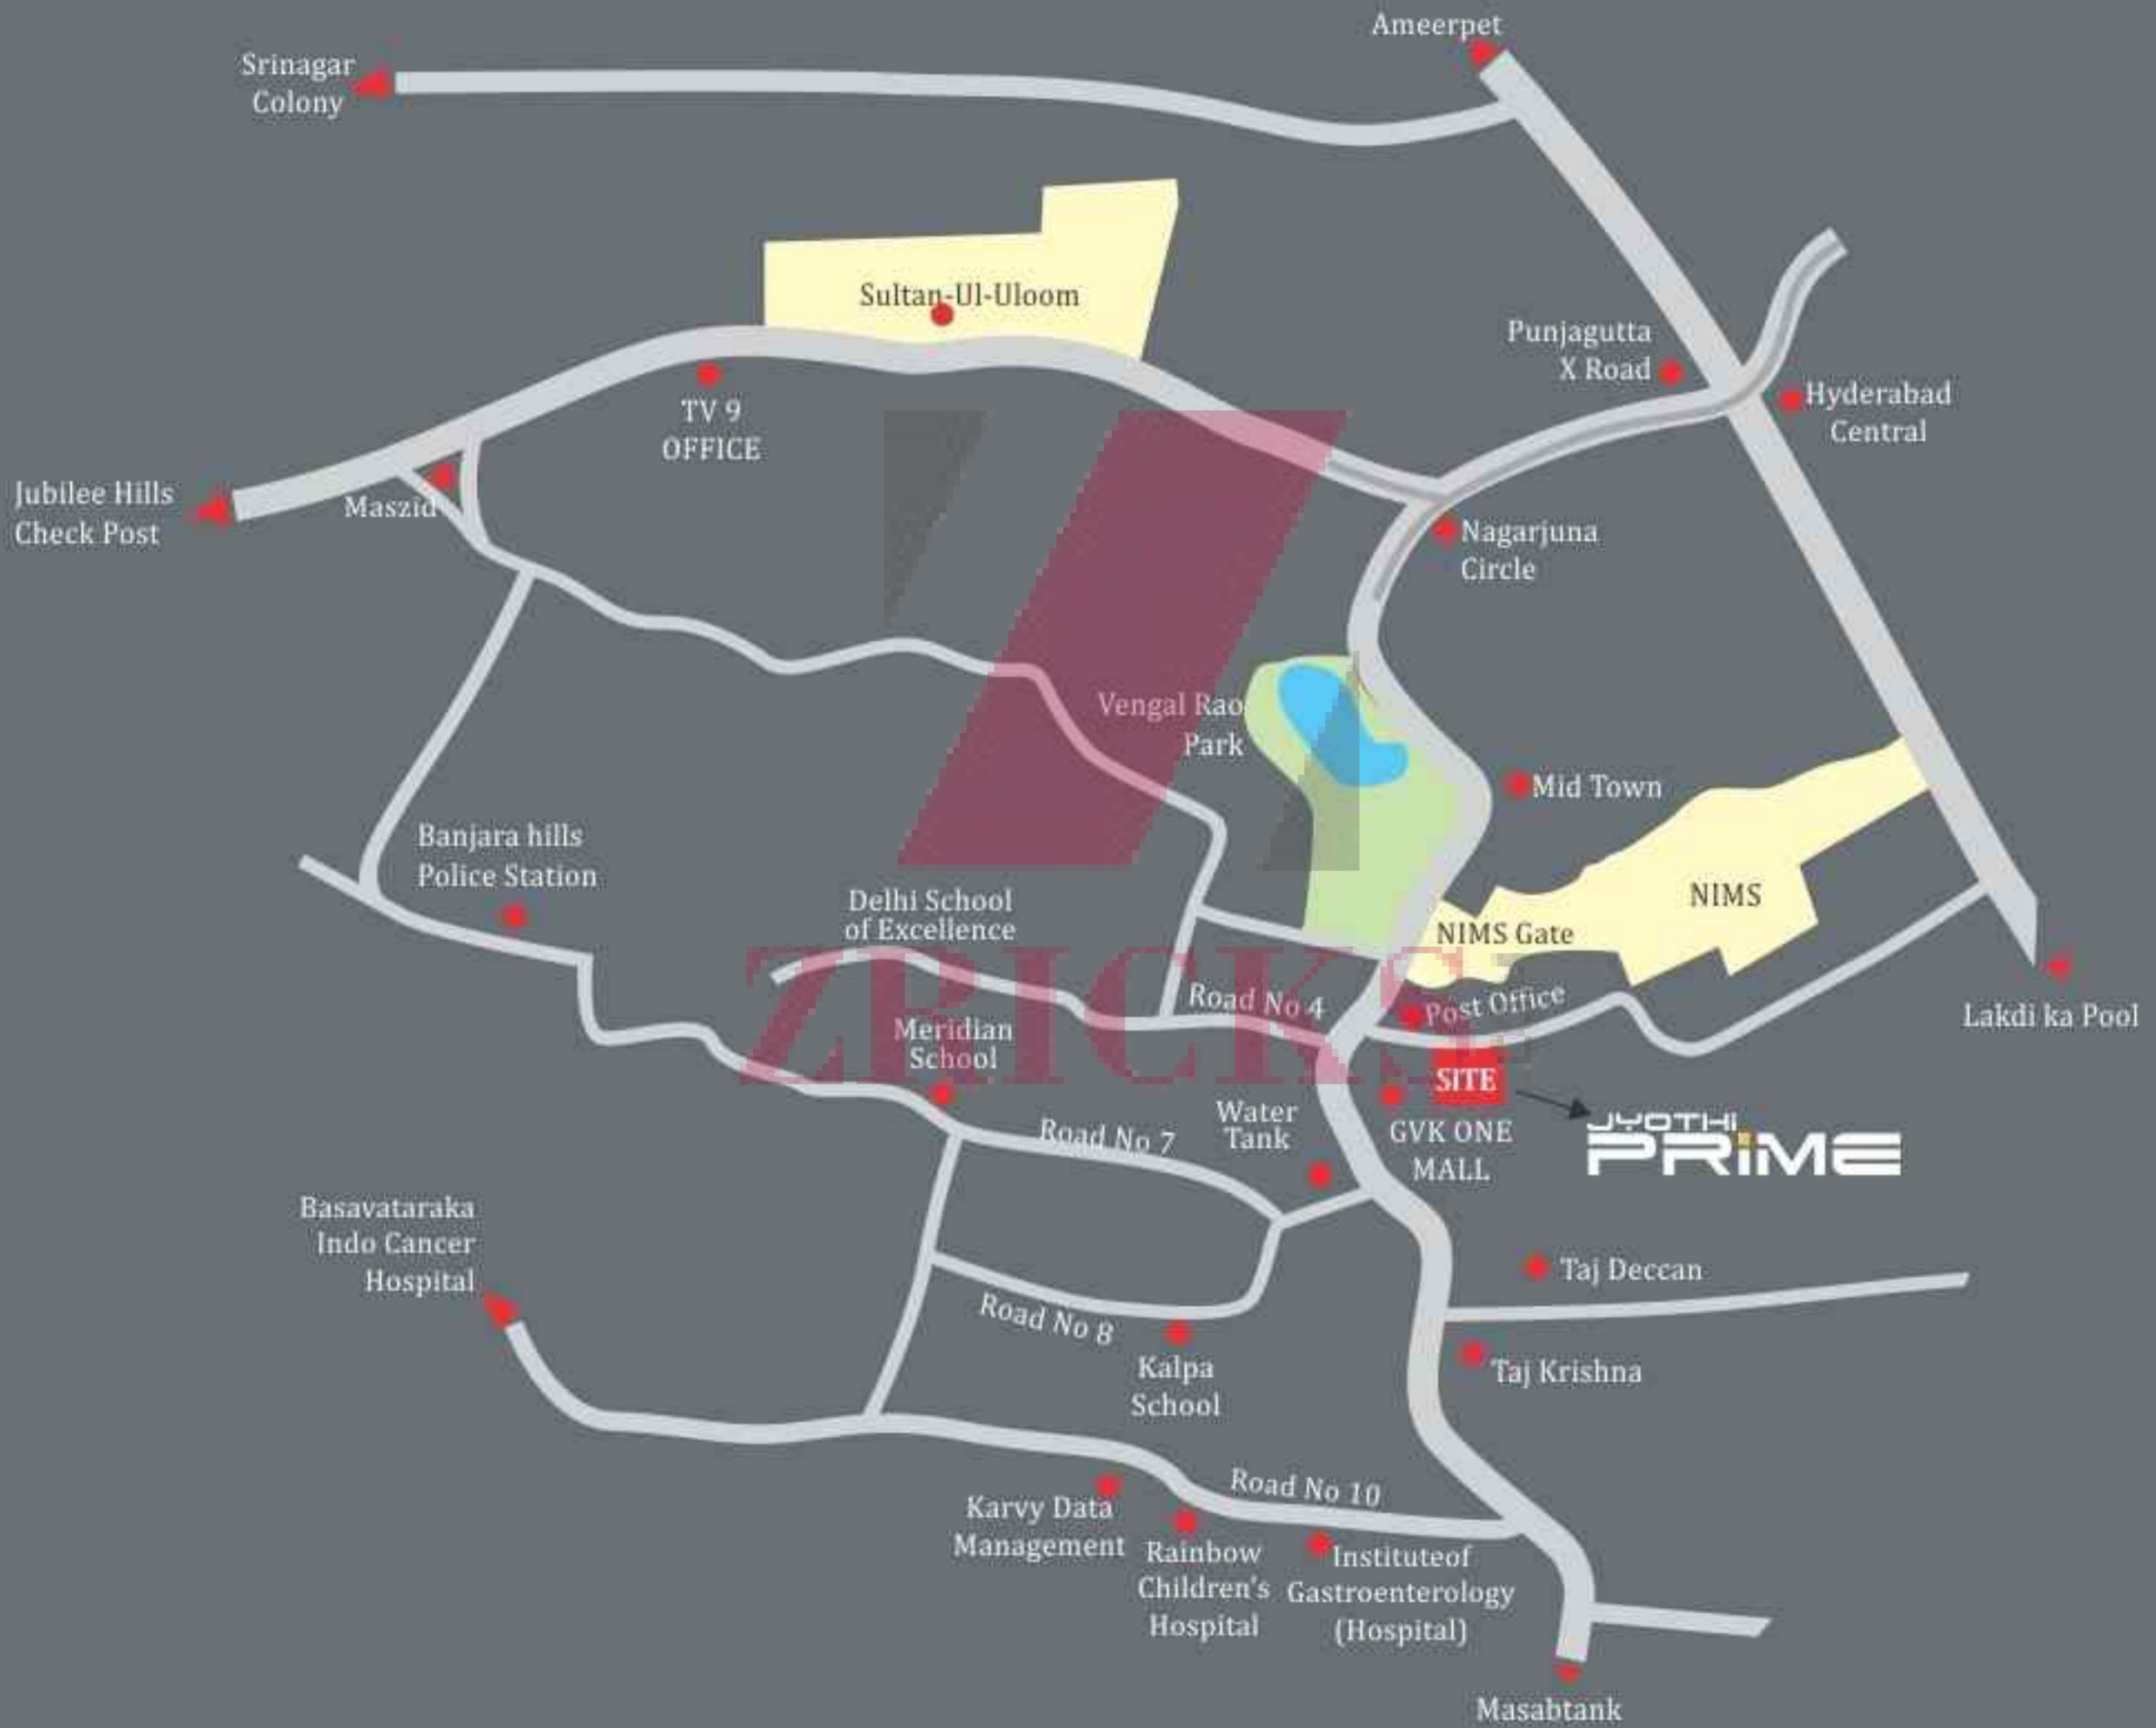 Ameerpet
Srinagar
Colony
Sultan-Ul-Uloom
Punjagutta
X Road
Hyderabad
Central
TV 9
OFFICE
Jubilee Hills
Check Post
Maszid
Nagarjuna
Circle
Vengal Rao
Park
Mid Town
Banjara hills
Police Station
Delhi School
of Excellence
NIMS
NIMS Gate
ZRICKS
Road No 4
Post Office
Lakdi ka Pool
Meridian
School
SITE
Water
Tank
GVK ONE
MALL
JYOTHI
PRiME
Road No 7
Basavataraka
Indo Cancer
Hospital
Taj Deccan
Road No 8
Kalpa
School
Taj Krishna
Road No 10
Karvy Data
Management
Rainbow
Children's
Hospital
Instituteof
Gastroenterology
(Hospital)
Masabtank